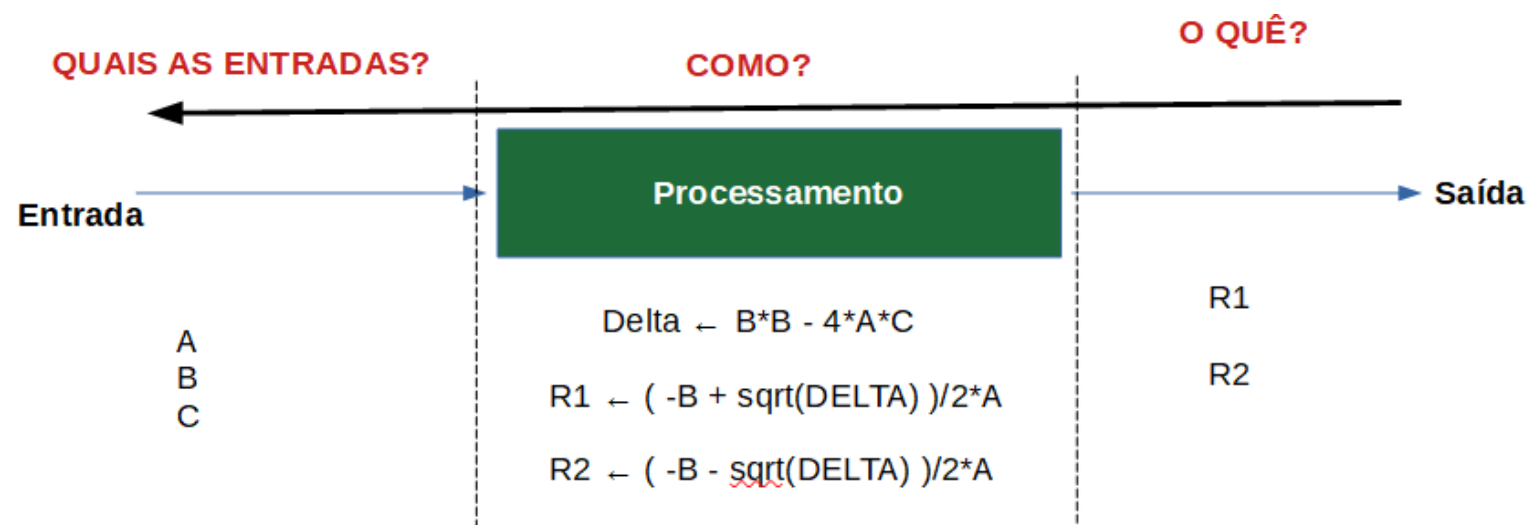 QUAIS AS ENTRADAS?
COMO?
O QUÊ?
Entrada
Processamento
Saída
A
B
C
Delta ← B*B - 4*A*C
R1 ← ( -B + sqrt(DELTA) )/2*A
R2 ← ( -B - sqrt(DELTA) )/2*A
R1
R2